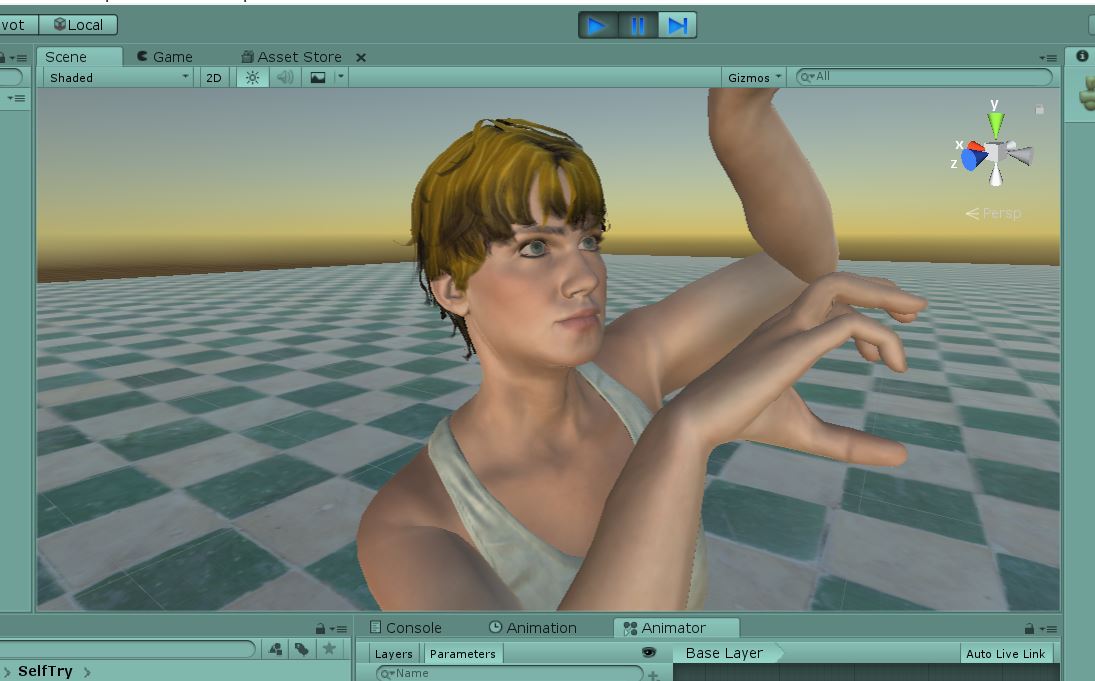 vot Local
Scene Game Asset Store
Shaded 2D Gizmos All
y
x
z
Persp
Console Animation Animator
Layers Parameters Base Layer Auto Live Link
SelfTry Name